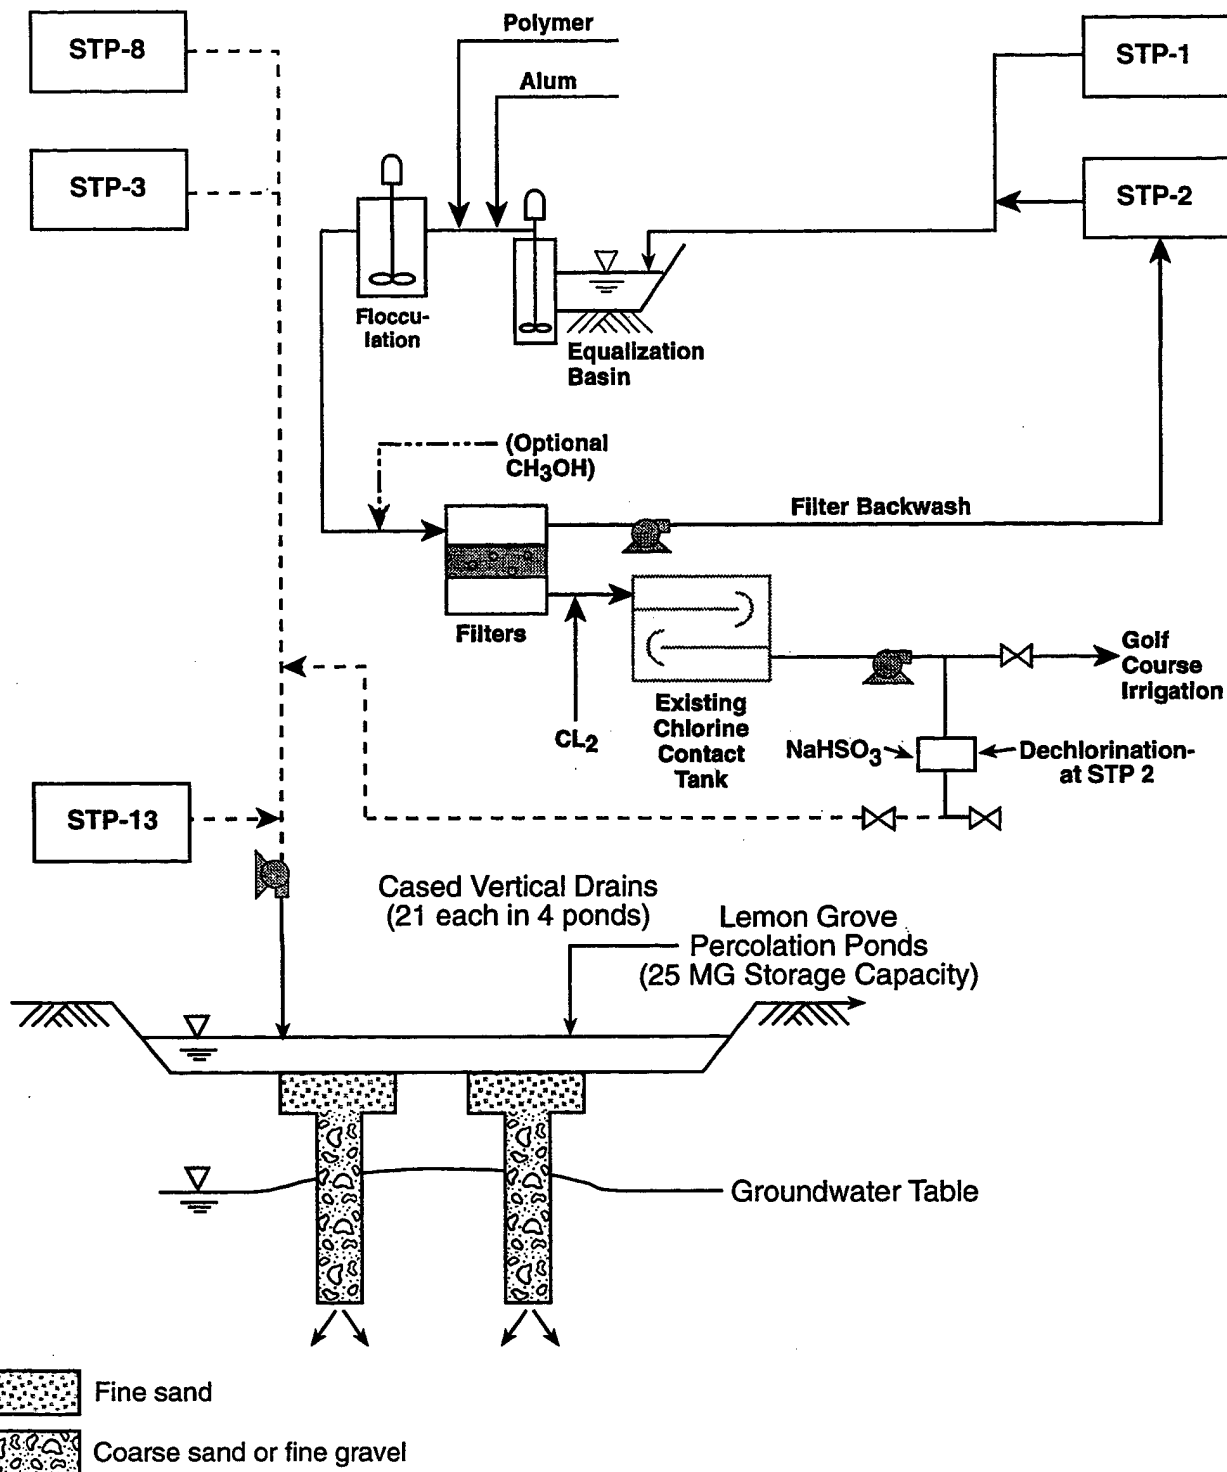 STP-8
Polymer
STP-1
Alum
STP-3
STP-2
Floccu-
lation
Equalization
Basin
(Optional
CH3OH)
Filter Backwash
Filters
Golf
Course
Irrigation
Existing
Chlorine
Contact
Tank
CL2
NaHSO3
Dechlorination-
at STP 2
STP-13
Cased Vertical Drains
(21 each in 4 ponds)
Lemon Grove
Percolation Ponds
(25 MG Storage Capacity)
Groundwater Table
Fine sand
Coarse sand or fine gravel